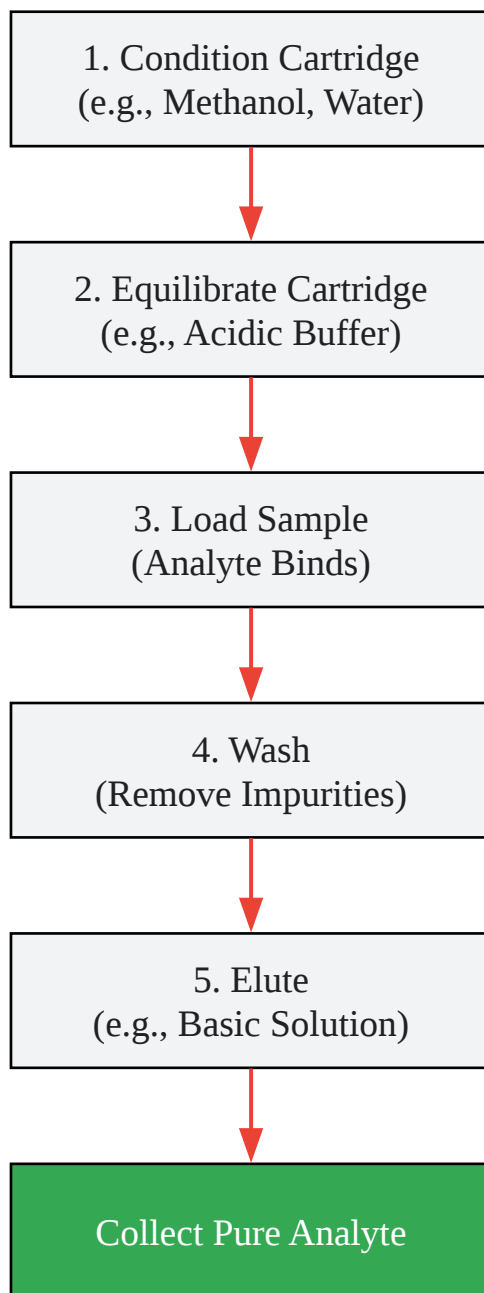 1. Condition Cartridge
(e.g., Methanol, Water)
2. Equilibrate Cartridge
(e.g., Acidic Buffer)
3. Load Sample
(Analyte Binds)
4. Wash
(Remove Impurities)
5. Elute
(e.g., Basic Solution)
Collect Pure Analyte